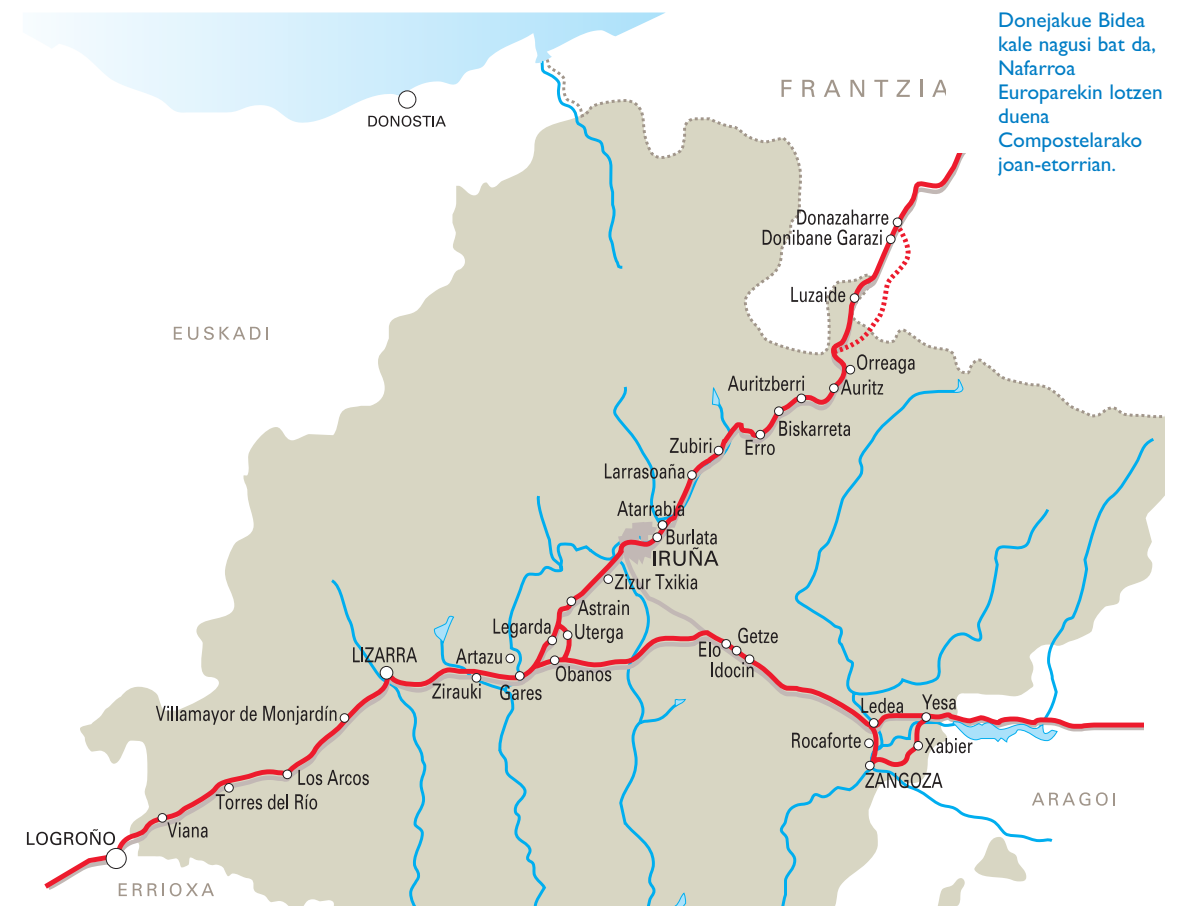 Donejakue Bidea
kale nagusi bat da,
Nafarroa
Europarekin lotzen
duena
Compostelarako
joan-etorrian.
FRANTZIA
DONOSTIA
Donazaharre
Donibane Garazi
Luzaide
EUSKADI
Orreaga
Auritzberri
Auritz
Biskarreta
Zubiri
Erro
Larrasoaña
Atarrabia
Burlata
IRUÑA
Zizur Txikia
Astrain
Legarda
Uterga
Getze
Elo
Idocin
LIZARRA
Artazu
Obanos
Zirauki
Gares
Villamayor de Monjardín
Ledea
Yesa
Rocaforte
Xabier
Los Arcos
ZANGOZA
Torres del Río
ARAGOI
Viana
LOGROÑO
ERRIOXA